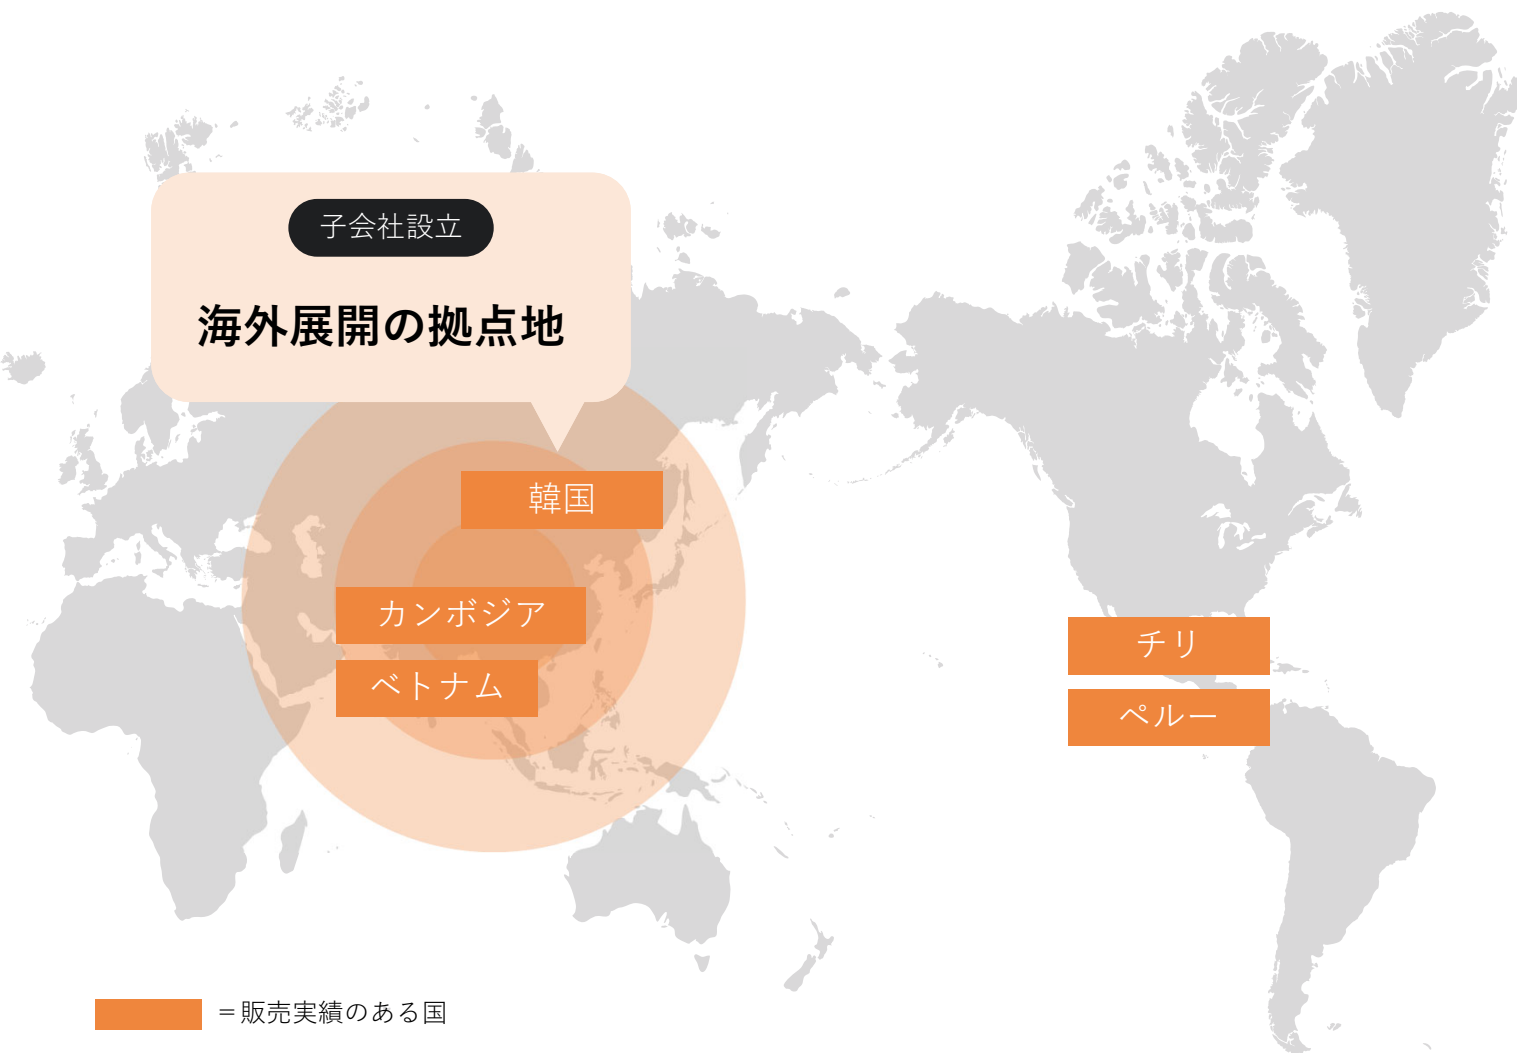 子会社設立
海外展開の拠点地
韓国
カンボジア
ベトナム
チリ
ペルー
＝販売実績のある国